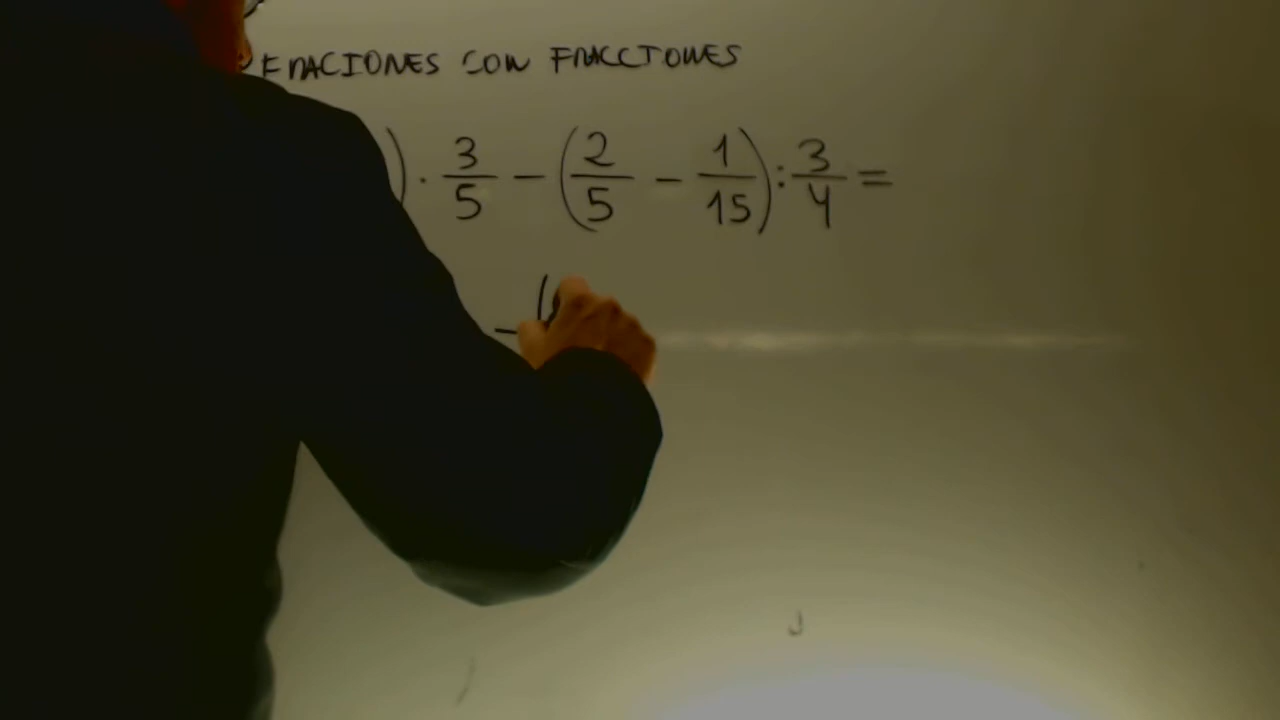 ERACIONES CON FRACCIONES
) · 3/5 - (2/5 - 1/15) : 3/4 =
- (